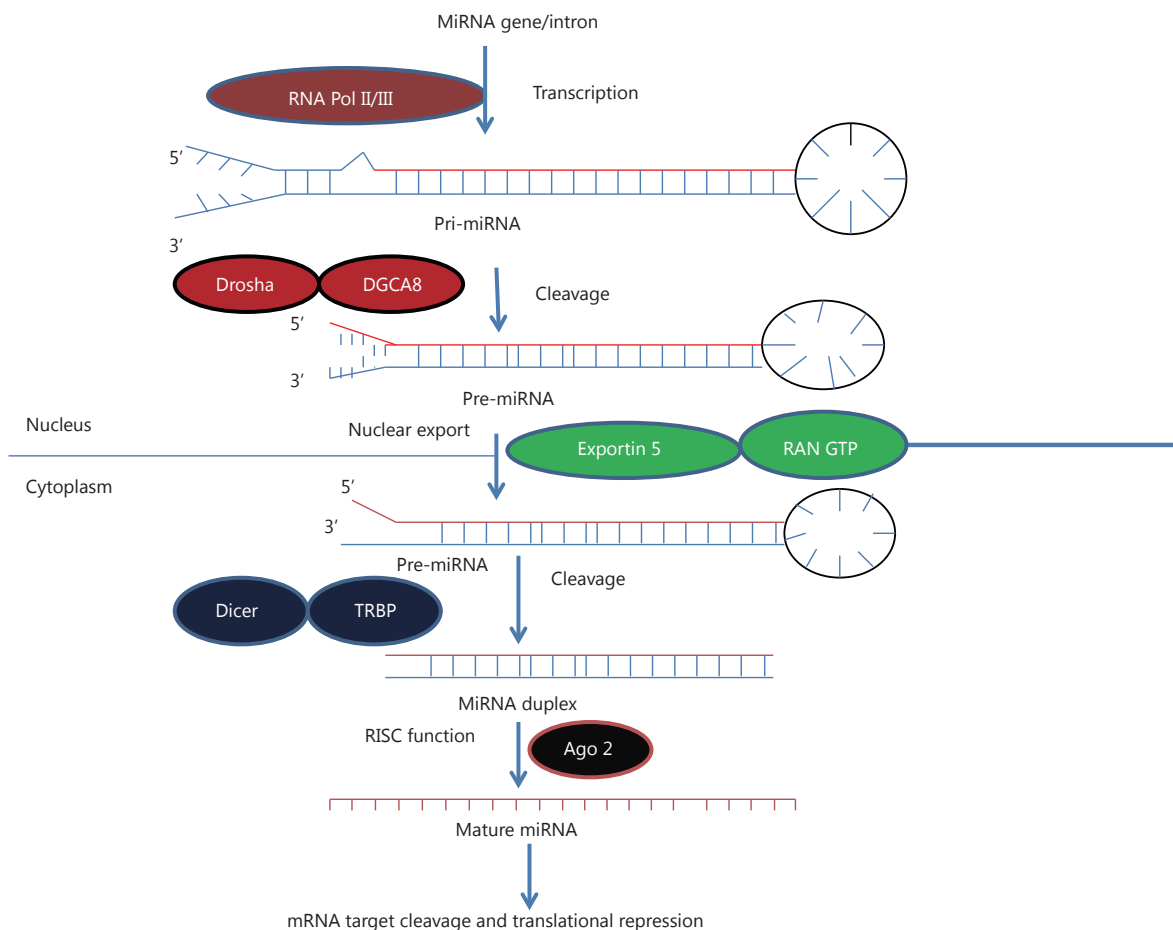 MiRNA gene/intron
RNA Pol II/III
Transcription
5′
Pri-miRNA
3′
Drosha
DGCA8
Cleavage
5′
3′
Pre-miRNA
Nucleus
Nuclear export
Exportin 5
RAN GTP
Cytoplasm
5′
3′
Pre-miRNA
Cleavage
Dicer
TRBP
MiRNA duplex
RISC function
Ago 2
Mature miRNA
mRNA target cleavage and translational repression